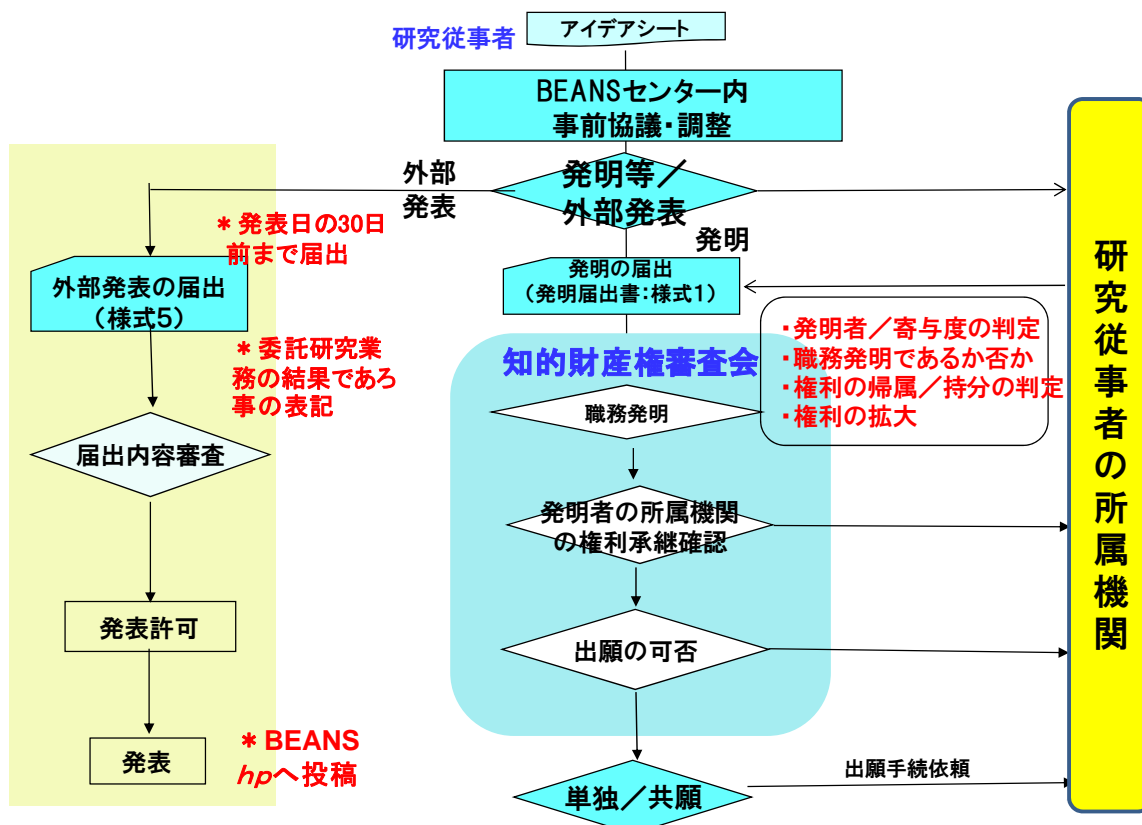 アイデアシート
研究従事者
BEANSセンター内
事前協議・調整
発明等／
外部発表
外部
発表
発明
＊発表日の30日
前まで届出
外部発表の届出
（様式5）
＊委託研究業
務の結果であろ
事の表記
届出内容審査
発表許可
発表
＊BEANS
hpへ投稿
発明の届出
（発明届出書：様式1）
・発明者／寄与度の判定
・職務発明であるか否か
・権利の帰属／持分の判定
・権利の拡大
知的財産権審査会
職務発明
発明者の所属機関
の権利承継確認
出願の可否
単独／共願
出願手続依頼
研究従事者の所属機関